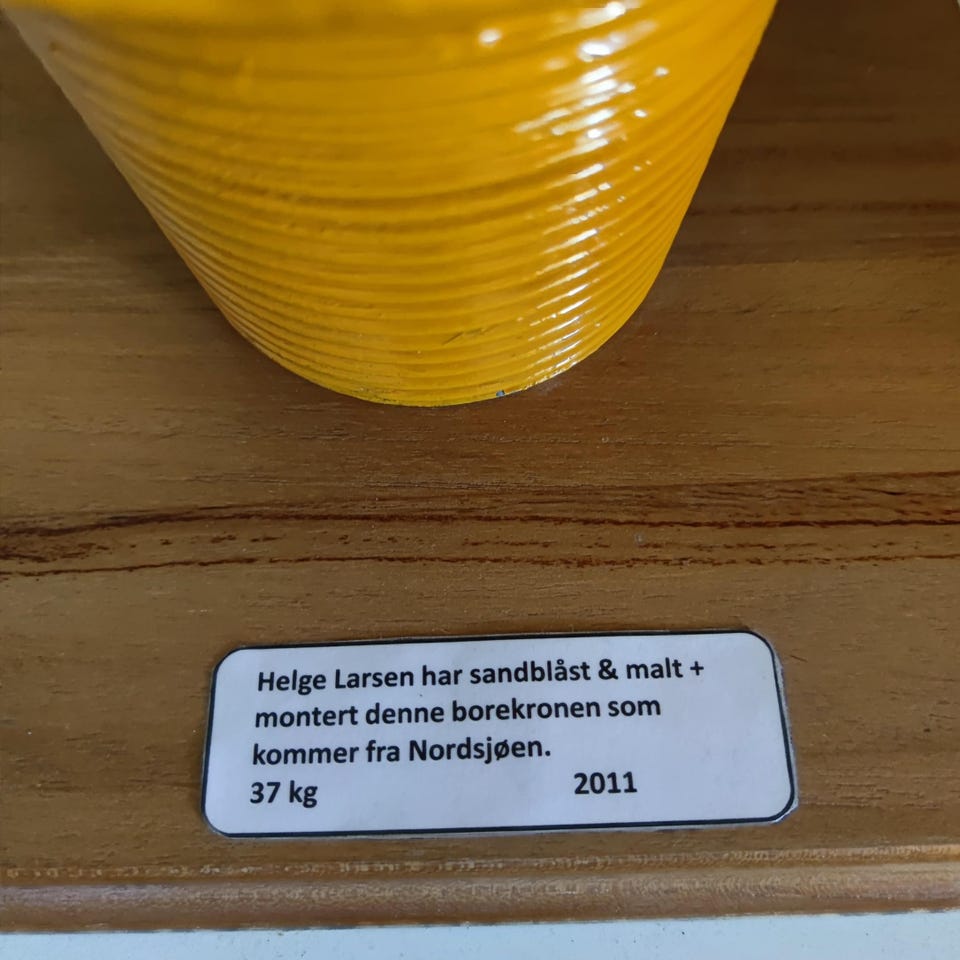 Helge Larsen har sandblåst & malt +
montert denne borekronen som
kommer fra Nordsjøen.
37 kg 2011